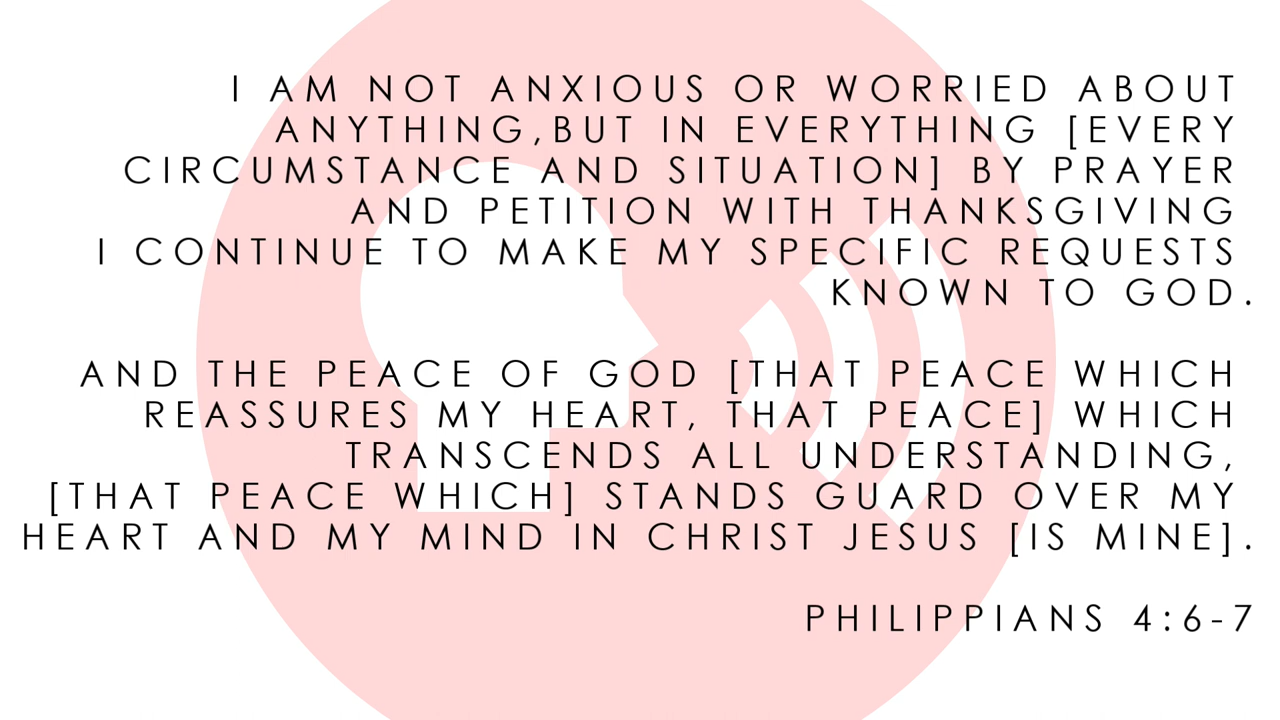 I AM NOT ANXIOUS OR WORRIED ABOUT
ANYTHING,BUT IN EVERYTHING [EVERY
CIRCUMSTANCE AND SITUATION] BY PRAYER
AND PETITION WITH THANKSGIVING
I CONTINUE TO MAKE MY SPECIFIC REQUESTS
KNOWN TO GOD.
AND THE PEACE OF GOD [THAT PEACE WHICH
REASSURES MY HEART, THAT PEACE] WHICH
TRANSCENDS ALL UNDERSTANDING,
[THAT PEACE WHICH] STANDS GUARD OVER MY
HEART AND MY MIND IN CHRIST JESUS [IS MINE].
PHILIPPIANS 4:6-7